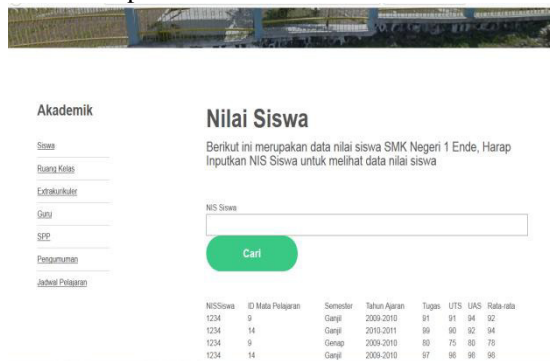 Akademik
Siswa
Ruang Kelas
Extrakurikuler
Guru
SPP
Pengumuman
Jadwal Pelajaran
Nilai Siswa
Berikut ini merupakan data nilai siswa SMK Negeri 1 Ende, Harap
Inputkan NIS Siswa untuk melihat data nilai siswa
NIS Siswa
Cari
NISSiswa ID Mata Pelajaran Semester Tahun Ajaran Tugas UTS UAS Rata-rata
1234 9 Ganjil 2009-2010 91 91 94 92
1234 14 Ganjil 2010-2011 99 90 92 94
1234 9 Genap 2009-2010 80 75 80 78
1234 14 Ganjil 2009-2010 97 98 98 98